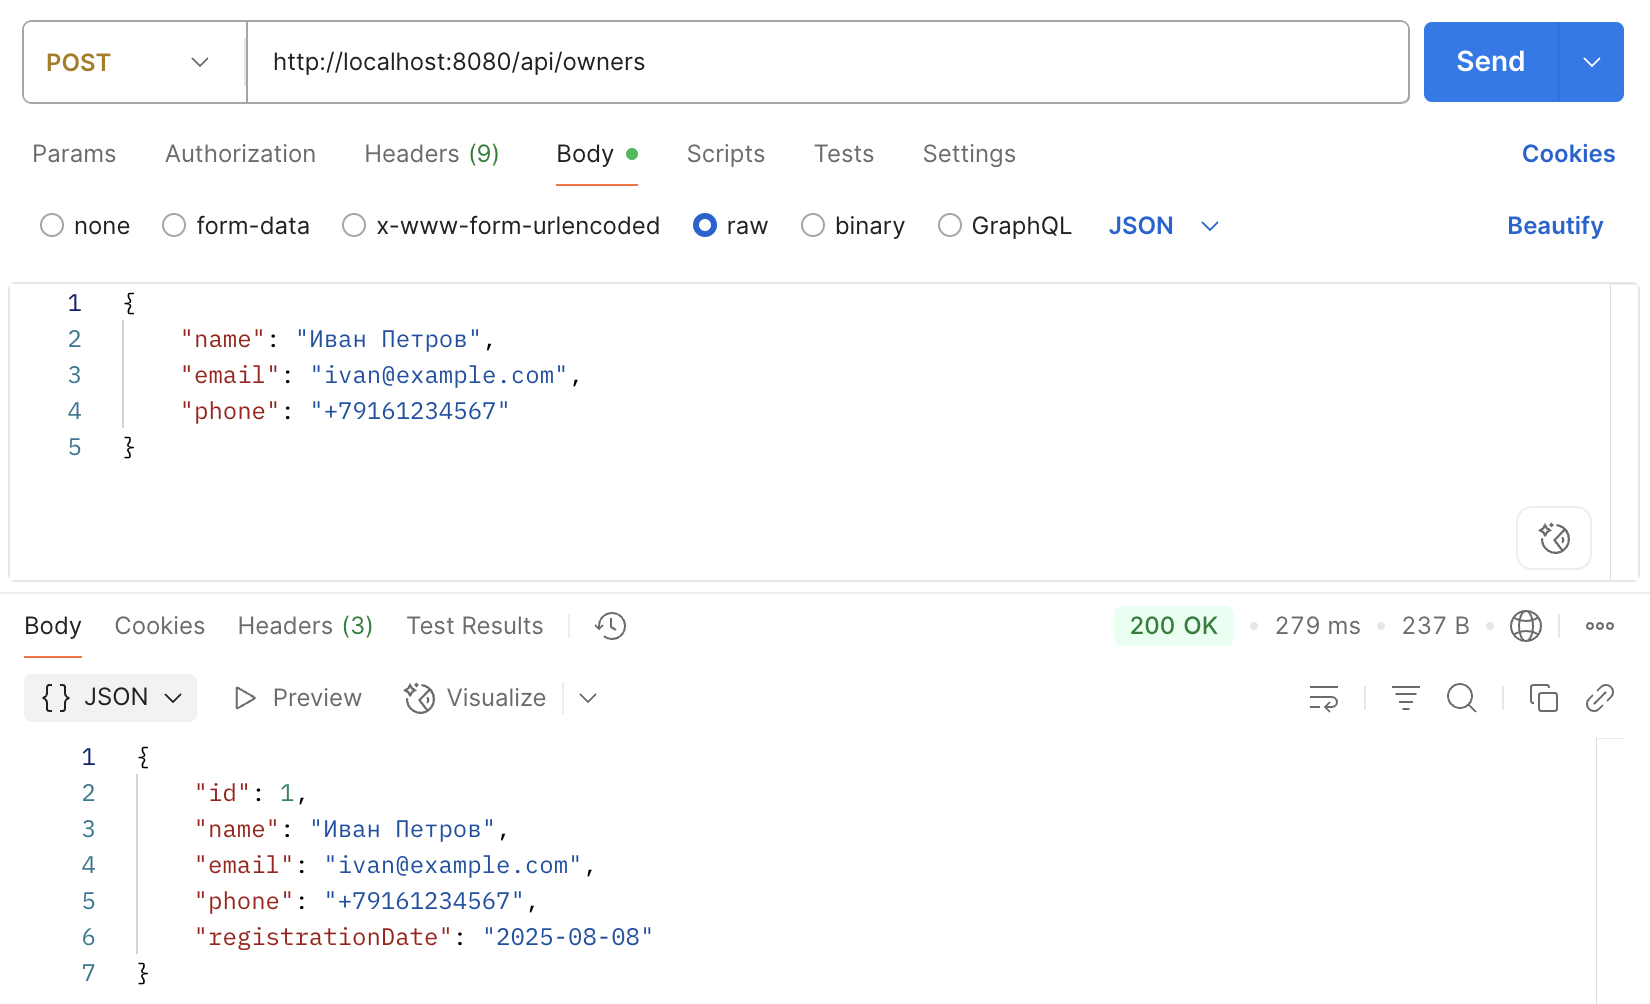 POST http://localhost:8080/api/owners Send
Params Authorization Headers (9) Body Scripts Tests Settings Cookies
none form-data x-www-form-urlencoded raw binary GraphQL JSON Beautify
1 {
2 "name": "Иван Петров",
3 "email": "ivan@example.com",
4 "phone": "+79161234567"
5 }
Body Cookies Headers (3) Test Results 200 OK • 279 ms • 237 B •
{} JSON Preview Visualize
1 {
2 "id": 1,
3 "name": "Иван Петров",
4 "email": "ivan@example.com",
5 "phone": "+79161234567",
6 "registrationDate": "2025-08-08"
7 }